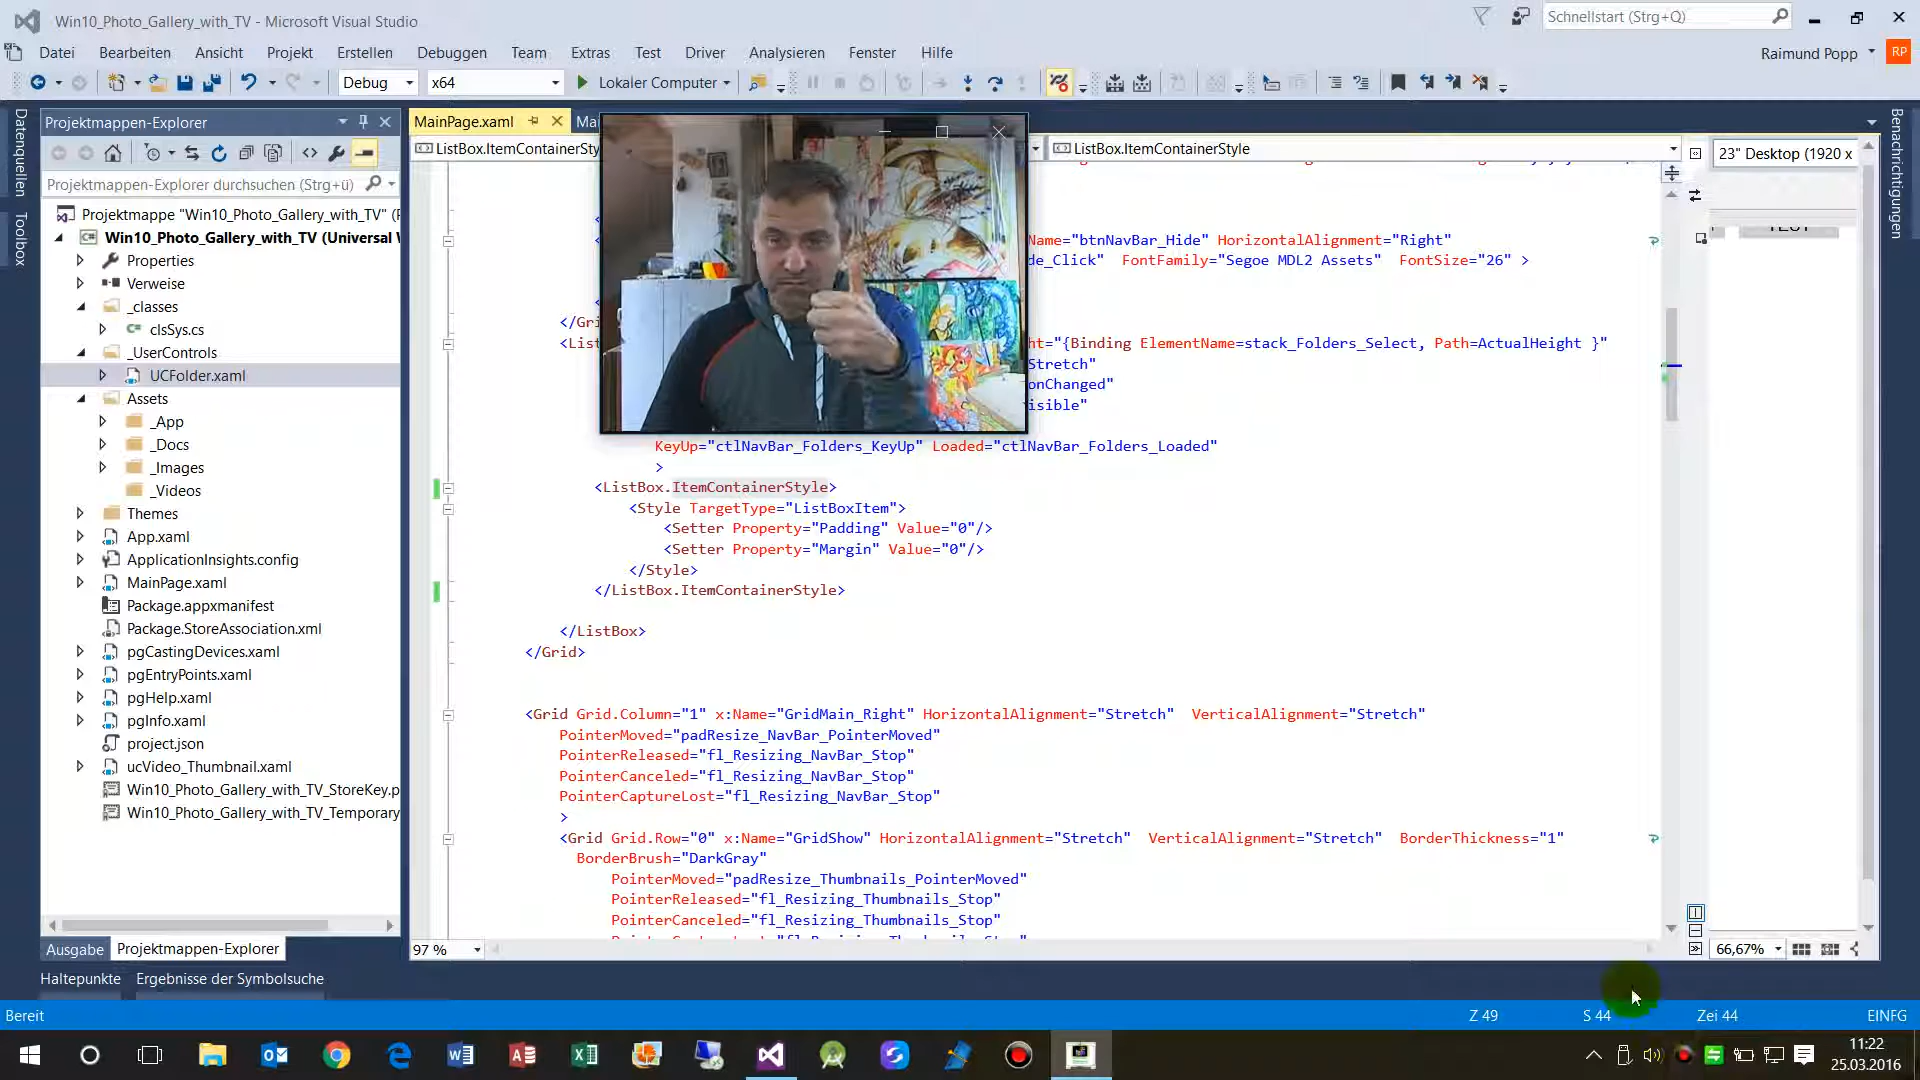 Win10_Photo_Gallery_with_TV - Microsoft Visual Studio
Schnellstart (Strg+Q)
Datei Bearbeiten Ansicht Projekt Erstellen Debuggen Team Extras Test Driver Analysieren Fenster Hilfe
Raimund Popp RP
Debug x64 Lokaler Computer
Datenquellen
Toolbox
Projektmappen-Explorer
Projektmappen-Explorer durchsuchen (Strg+ü)
Projektmappe "Win10_Photo_Gallery_with_TV" (
Win10_Photo_Gallery_with_TV (Universal
Properties
Verweise
_classes
clsSys.cs
_UserControls
UCFolder.xaml
Assets
_App
_Docs
_Images
_Videos
Themes
App.xaml
ApplicationInsights.config
MainPage.xaml
Package.appxmanifest
Package.StoreAssociation.xml
pgCastingDevices.xaml
pgEntryPoints.xaml
pgHelp.xaml
pgInfo.xaml
project.json
ucVideo_Thumbnail.xaml
Win10_Photo_Gallery_with_TV_StoreKey.p
Win10_Photo_Gallery_with_TV_Temporary
Ausgabe Projektmappen-Explorer
Haltepunkte Ergebnisse der Symbolsuche
MainPage.xaml Ma
ListBox.ItemContainerSty ListBox.ItemContainerStyle
Name="btnNavBar_Hide" HorizontalAlignment="Right"
de_Click" FontFamily="Segoe MDL2 Assets" FontSize="26" >
</Gri
<List ht="{Binding ElementName=stack_Folders_Select, Path=ActualHeight }"
Stretch"
onChanged"
isible"
KeyUp="ctlNavBar_Folders_KeyUp" Loaded="ctlNavBar_Folders_Loaded"
>
<ListBox.ItemContainerStyle>
<Style TargetType="ListBoxItem">
<Setter Property="Padding" Value="0"/>
<Setter Property="Margin" Value="0"/>
</Style>
</ListBox.ItemContainerStyle>
</ListBox>
</Grid>
<Grid Grid.Column="1" x:Name="GridMain_Right" HorizontalAlignment="Stretch" VerticalAlignment="Stretch"
PointerMoved="padResize_NavBar_PointerMoved"
PointerReleased="fl_Resizing_NavBar_Stop"
PointerCanceled="fl_Resizing_NavBar_Stop"
PointerCaptureLost="fl_Resizing_NavBar_Stop"
>
<Grid Grid.Row="0" x:Name="GridShow" HorizontalAlignment="Stretch" VerticalAlignment="Stretch" BorderThickness="1"
BorderBrush="DarkGray"
PointerMoved="padResize_Thumbnails_PointerMoved"
PointerReleased="fl_Resizing_Thumbnails_Stop"
PointerCanceled="fl_Resizing_Thumbnails_Stop"
97 %
23" Desktop (1920 x
66,67%
Benachrichtigungen
Bereit Z 49 S 44 Zei 44 EINFG
11:22
25.03.2016